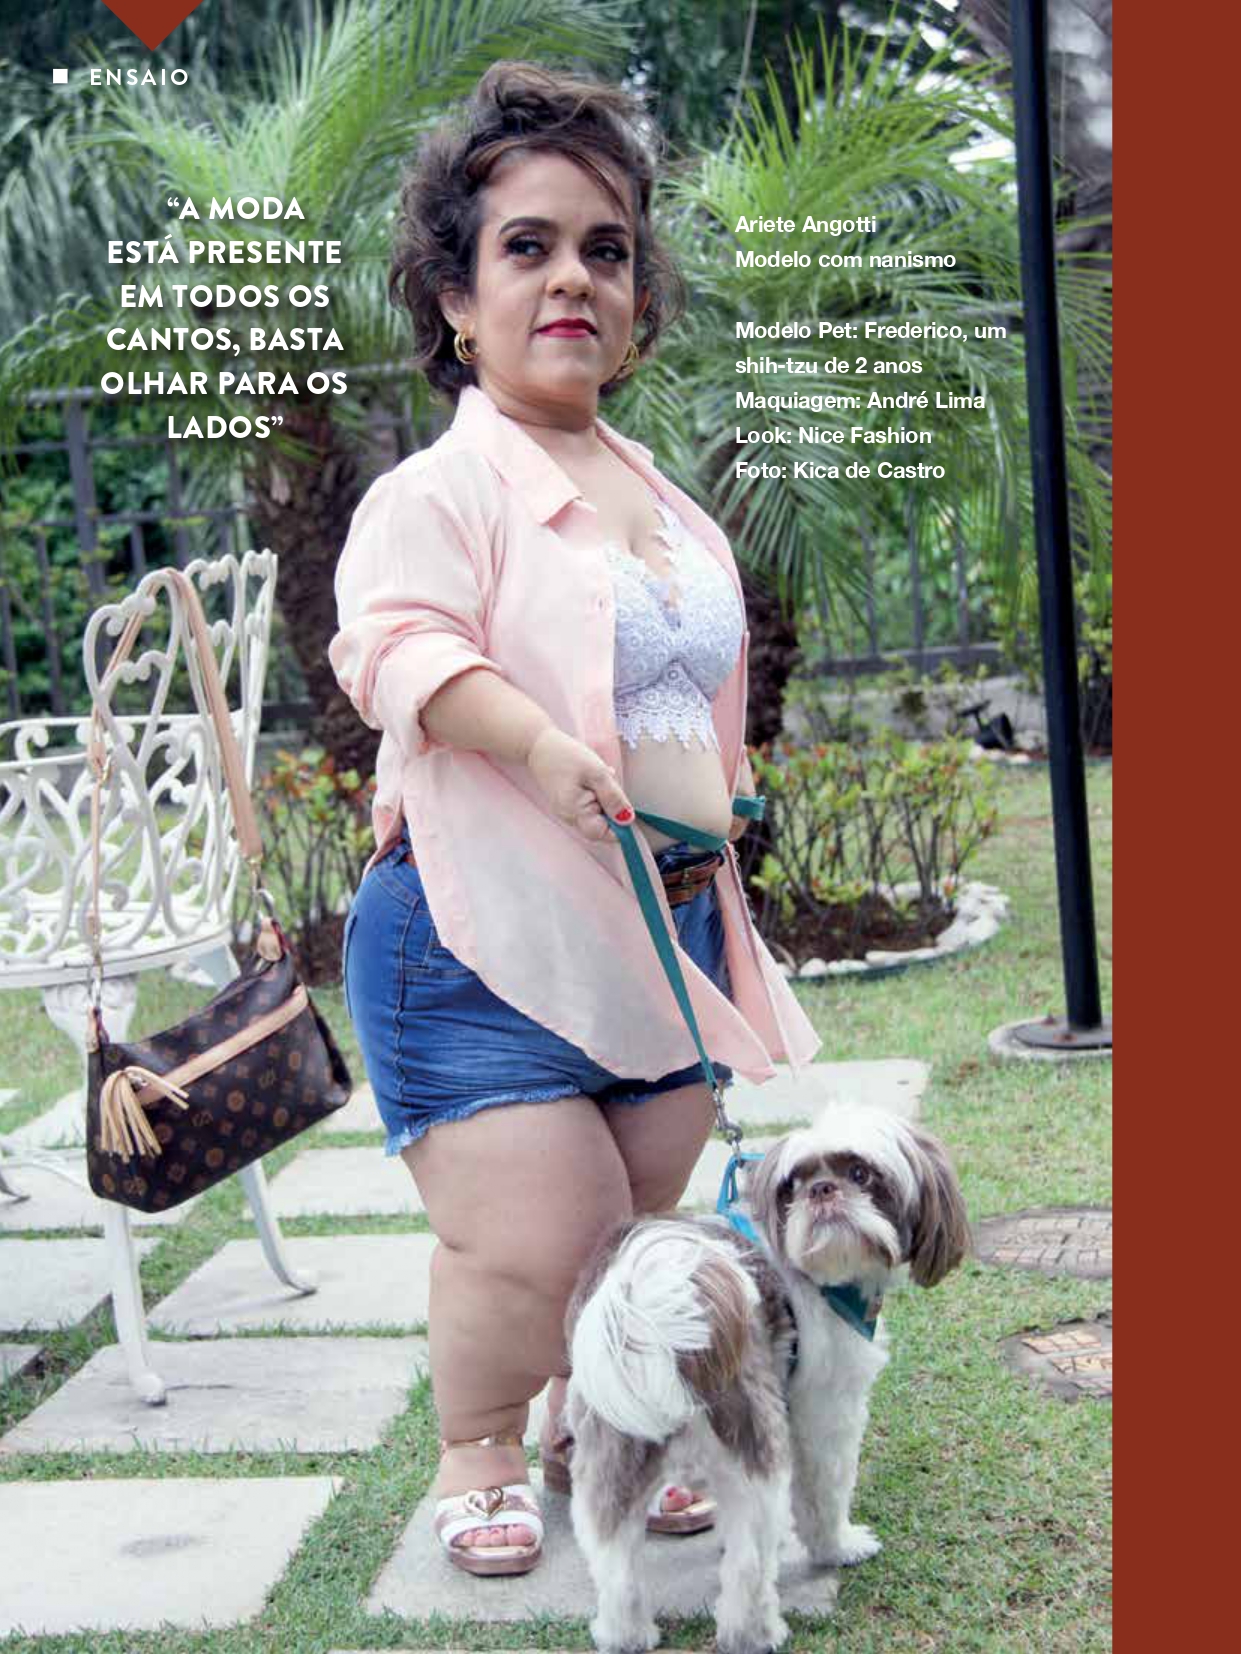 ENSAIO
“A MODA
ESTÁ PRESENTE
EM TODOS OS
CANTOS, BASTA
OLHAR PARA OS
LADOS”
Ariete Angotti
Modelo com nanismo
Modelo Pet: Frederico, um
shih-tzu de 2 anos
Maquiagem: André Lima
Look: Nice Fashion
Foto: Kica de Castro